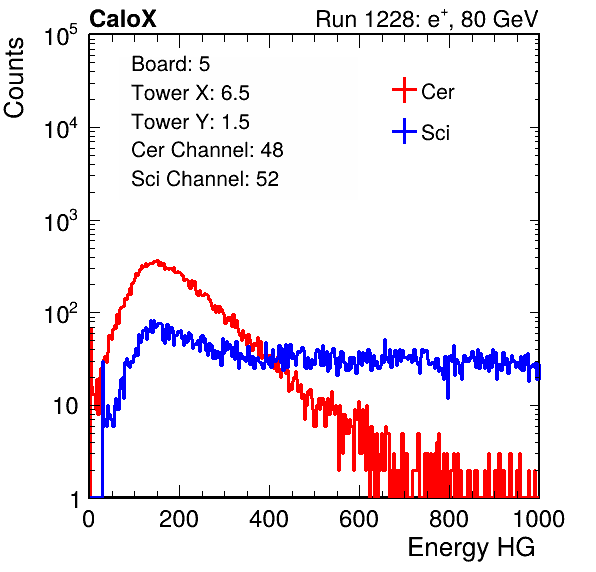 CaloX Run 1228: e⁺, 80 GeV
Counts
10⁵
10⁴
10³
10²
10
1
Board: 5
Tower X: 6.5
Tower Y: 1.5
Cer Channel: 48
Sci Channel: 52
Cer
Sci
0 200 400 600 800 1000
Energy HG